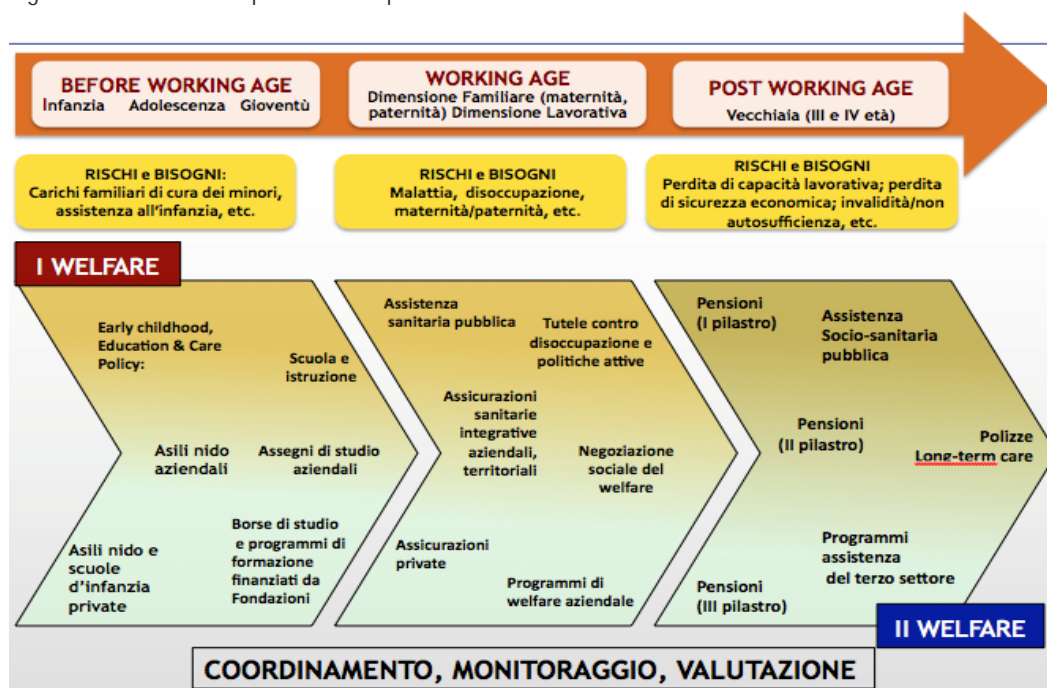 BEFORE WORKING AGE
Infanzia Adolescenza Gioventù
WORKING AGE
Dimensione Familiare (maternità,
paternità) Dimensione Lavorativa
POST WORKING AGE
Vecchiaia (III e IV età)
RISCHI e BISOGNI:
Carichi familiari di cura dei minori,
assistenza all'infanzia, etc.
RISCHI e BISOGNI
Malattia, disoccupazione,
maternità/paternità, etc.
RISCHI e BISOGNI
Perdita di capacità lavorativa; perdita
di sicurezza economica; invalidità/non
autosufficienza, etc.
I WELFARE
Early childhood,
Education & Care
Policy:
Scuola e
istruzione
Asili nido
aziendali
Assegni di studio
aziendali
Asili nido e
scuole
d'infanzia
private
Borse di studio
e programmi di
formazione
finanziati da
Fondazioni
Assistenza
sanitaria pubblica
Tutele contro
disoccupazione e
politiche attive
Assicurazioni
sanitarie
integrative
aziendali,
territoriali
Negoziazione
sociale del
welfare
Assicurazioni
private
Programmi di
welfare aziendale
Pensioni
(I pilastro)
Assistenza
Socio-sanitaria
pubblica
Pensioni
(II pilastro)
Polizze
Long-term care
Programmi
assistenza
del terzo settore
Pensioni
(III pilastro)
II WELFARE
COORDINAMENTO, MONITORAGGIO, VALUTAZIONE